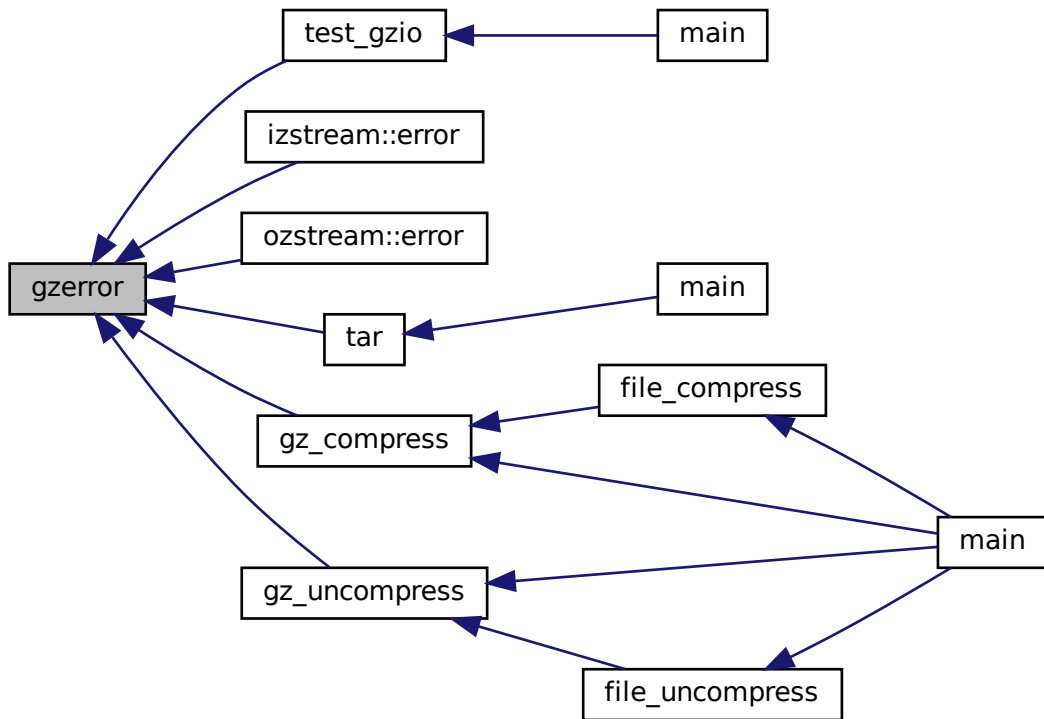 test_gzio
main
izstream::error
ozstream::error
gzerror
main
tar
file_compress
gz_compress
main
gz_uncompress
file_uncompress